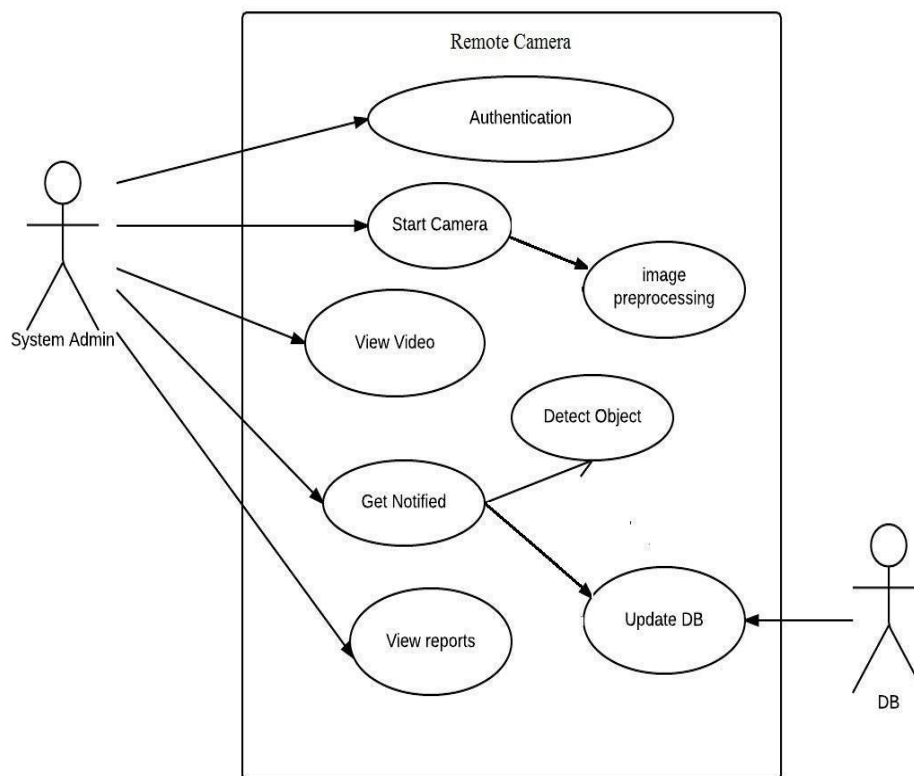 Remote Camera
Authentication
Start Camera
image
preprocessing
System Admin
View Video
Detect Object
Get Notified
Update DB
View reports
DB